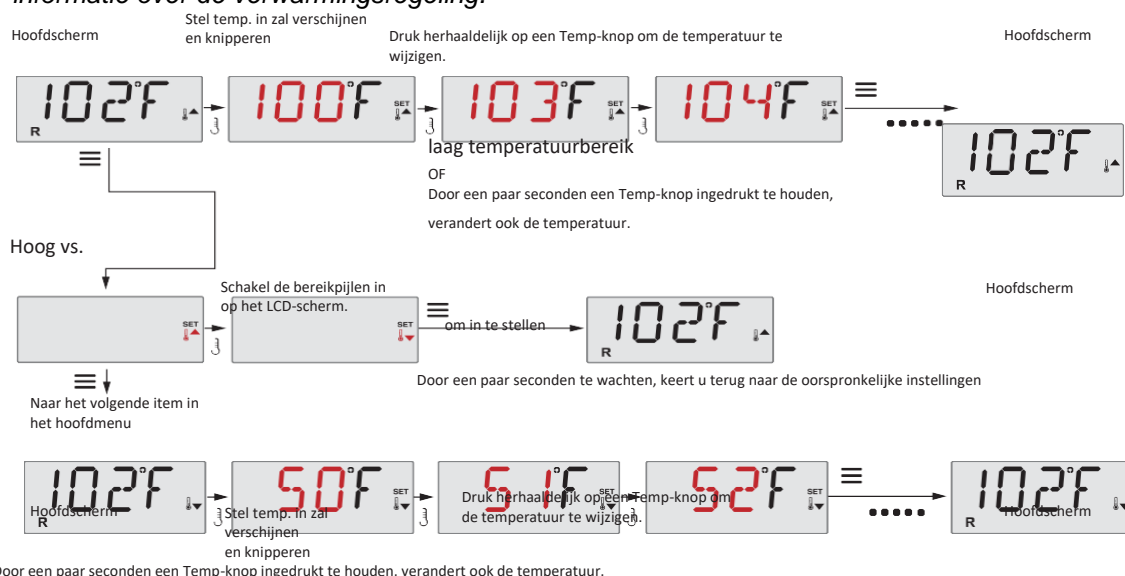 informatie over de verwarmingsregeling.
Hoofdscherm
Stel temp. in zal verschijnen
en knipperen
Druk herhaaldelijk op een Temp-knop om de temperatuur te
wijzigen.
Hoofdscherm
102°F R
100°F SET
103°F SET
104°F SET
102°F R
laag temperatuurbereik
OF
Door een paar seconden een Temp-knop ingedrukt te houden,
verandert ook de temperatuur.
Hoog vs.
Schakel de bereikpijlen in
op het LCD-scherm.
Hoofdscherm
SET
SET
om in te stellen
102°F R
Door een paar seconden te wachten, keert u terug naar de oorspronkelijke instellingen
Naar het volgende item in
het hoofdmenu
102°F R
50°F SET
51°F SET
52°F SET
102°F R
Hoofdscherm
Stel temp. in zal
verschijnen
en knipperen
Druk herhaaldelijk op een Temp-knop om
de temperatuur te wijzigen.
Hoofdscherm
Door een paar seconden een Temp-knop ingedrukt te houden, verandert ook de temperatuur.